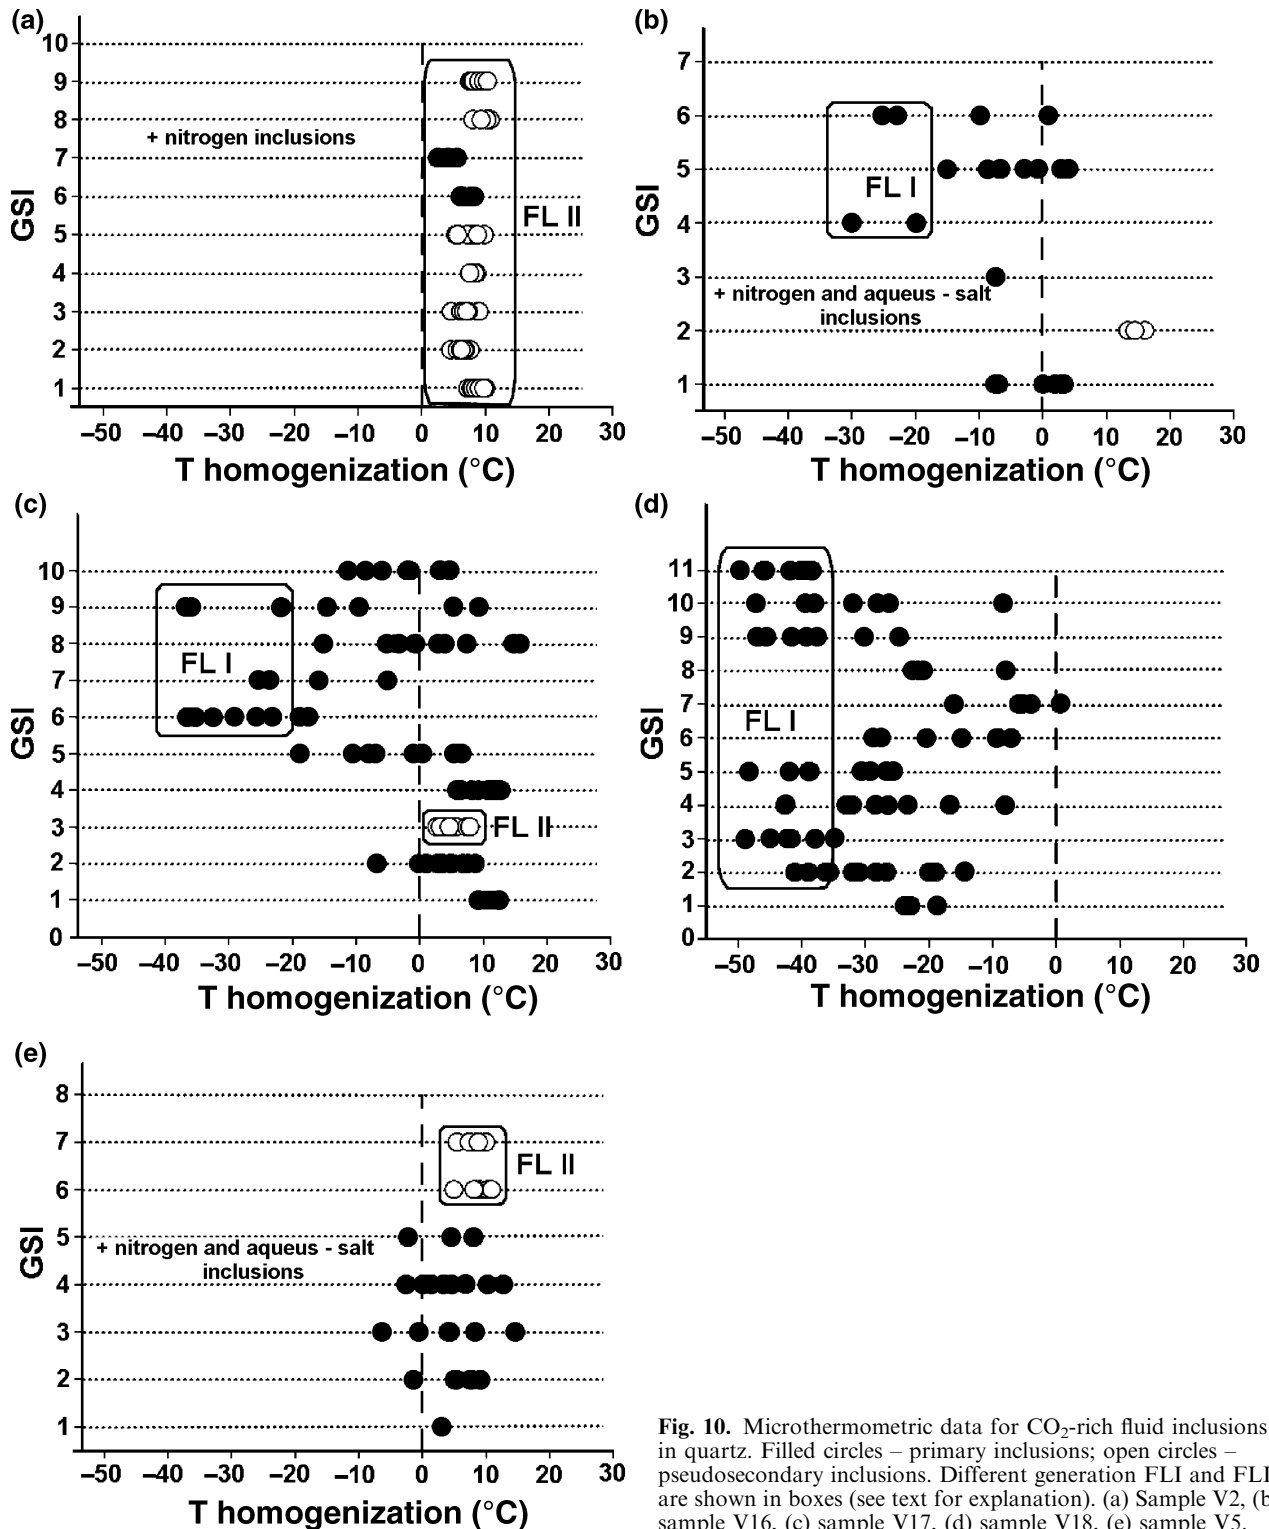 (a)
10
9
8
7
6
5
4
3
2
1
GSI
+ nitrogen inclusions
FL II
–50 –40 –30 –20 –10 0 10 20 30
T homogenization (°C)
(b)
7
6
5
4
3
2
1
GSI
FL I
+ nitrogen and aqueus - salt
inclusions
–50 –40 –30 –20 –10 0 10 20 30
T homogenization (°C)
(c)
10
9
8
7
6
5
4
3
2
1
0
GSI
FL I
FL II
–50 –40 –30 –20 –10 0 10 20 30
T homogenization (°C)
(d)
11
10
9
8
7
6
5
4
3
2
1
0
GSI
FL I
–50 –40 –30 –20 –10 0 10 20 30
T homogenization (°C)
(e)
8
7
6
5
4
3
2
1
GSI
FL II
+ nitrogen and aqueus - salt
inclusions
–50 –40 –30 –20 –10 0 10 20 30
T homogenization (°C)
Fig. 10. Microthermometric data for CO₂-rich fluid inclusions
in quartz. Filled circles – primary inclusions; open circles –
pseudosecondary inclusions. Different generation FLI and FLI
are shown in boxes (see text for explanation). (a) Sample V2, (b
sample V16, (c) sample V17, (d) sample V18, (e) sample V5.